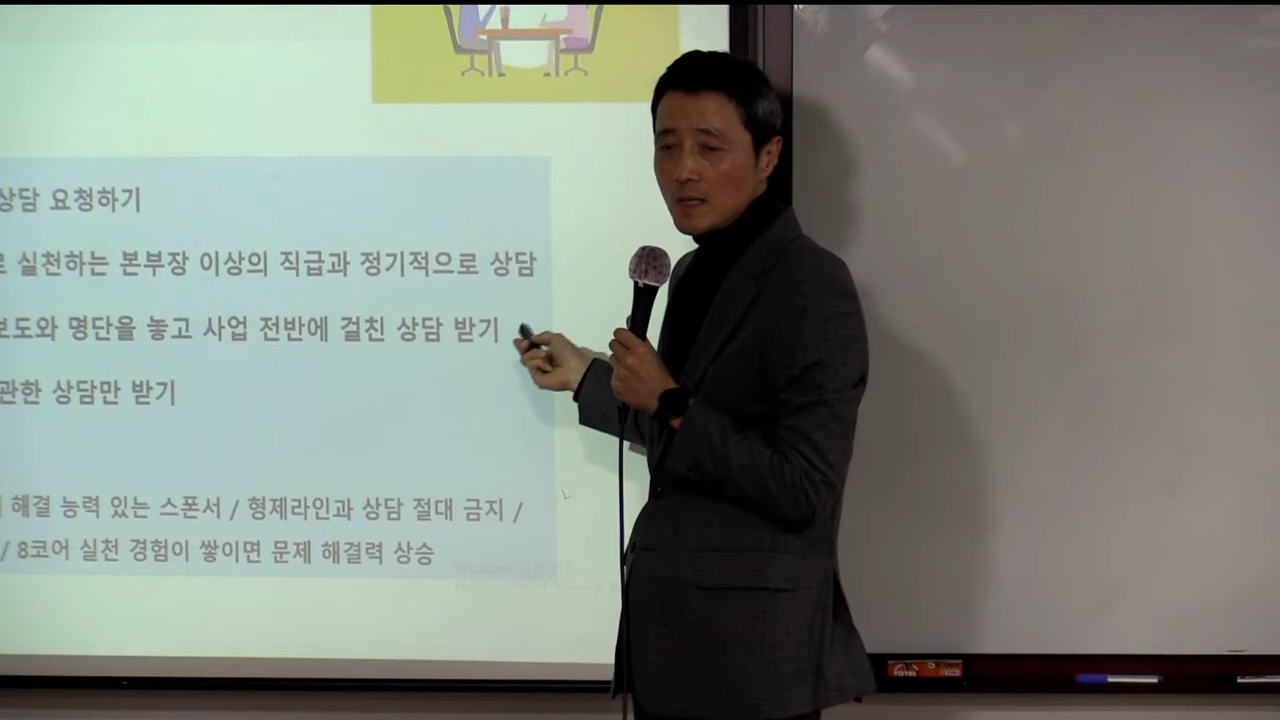 상담 요청하기
실천하는 본부장 이상의 직급과 정기적으로 상담
보도와 명단을 놓고 사업 전반에 걸친 상담 받기
관한 상담만 받기
해결 능력 있는 스폰서 / 형제라인과 상담 절대 금지 /
/ 8코어 실천 경험이 쌓이면 문제 해결력 상승